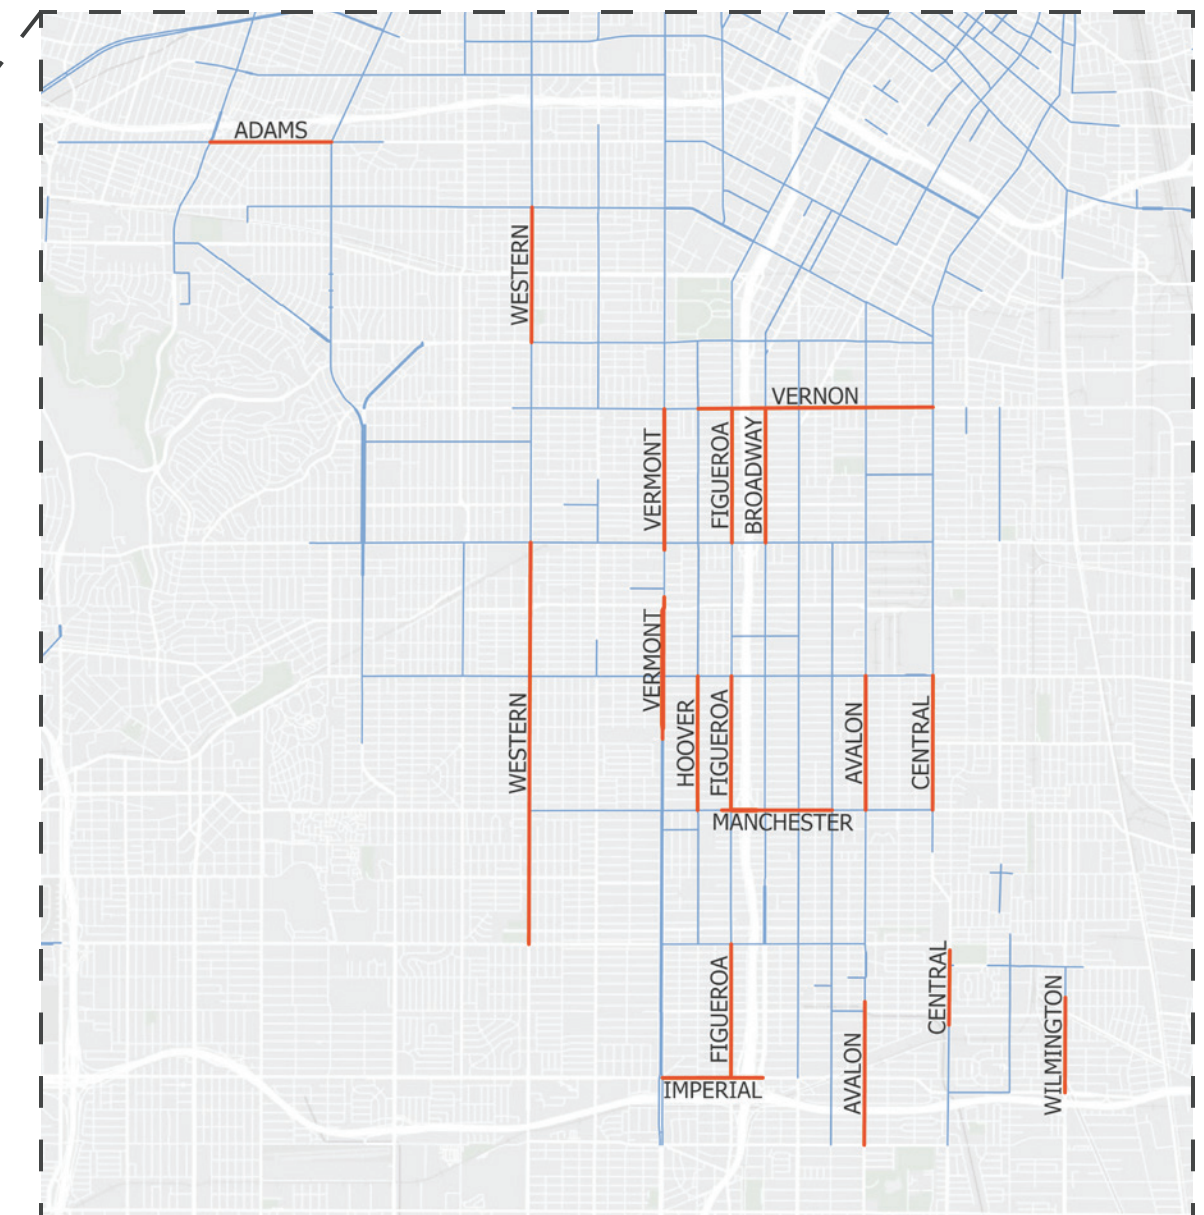 ADAMS
WESTERN
VERNON
VERMONT
FIGUEROA
BROADWAY
VERMONT
WESTERN
HOOVER
FIGUEROA
AVALON
CENTRAL
MANCHESTER
CENTRAL
FIGUEROA
WILMINGTON
AVALON
IMPERIAL